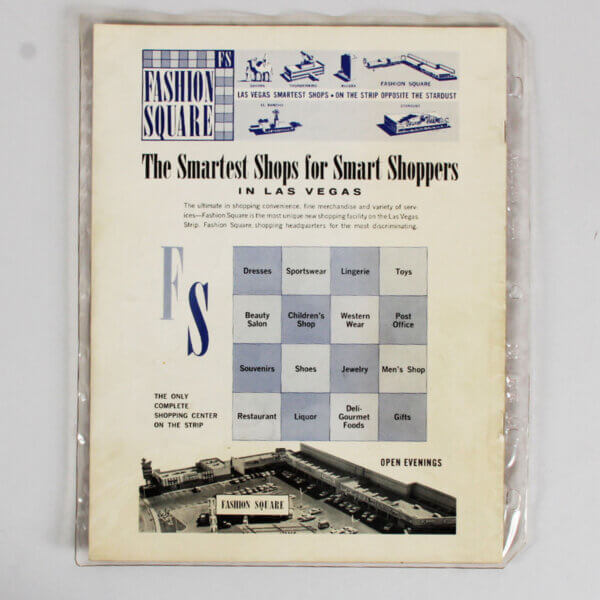 FS
FASHION
SQUARE
SAHARA THUNDERBIRD RIVIERA FASHION SQUARE
LAS VEGAS SMARTEST SHOPS • ON THE STRIP OPPOSITE THE STARDUST
EL RANCHO STARDUST
The Smartest Shops for Smart Shoppers
IN LAS VEGAS
The ultimate in shopping convenience, fine merchandise and variety of serv-
ices—Fashion Square is the most unique new shopping facility on the Las Vegas
Strip. Fashion Square, shopping headquarters for the most discriminating.
FS
Dresses Sportswear Lingerie Toys
Beauty Salon Children's Shop Western Wear Post Office
Souvenirs Shoes Jewelry Men's Shop
Restaurant Liquor Deli-Gourmet Foods Gifts
THE ONLY
COMPLETE
SHOPPING CENTER
ON THE STRIP
OPEN EVENINGS
FASHION SQUARE